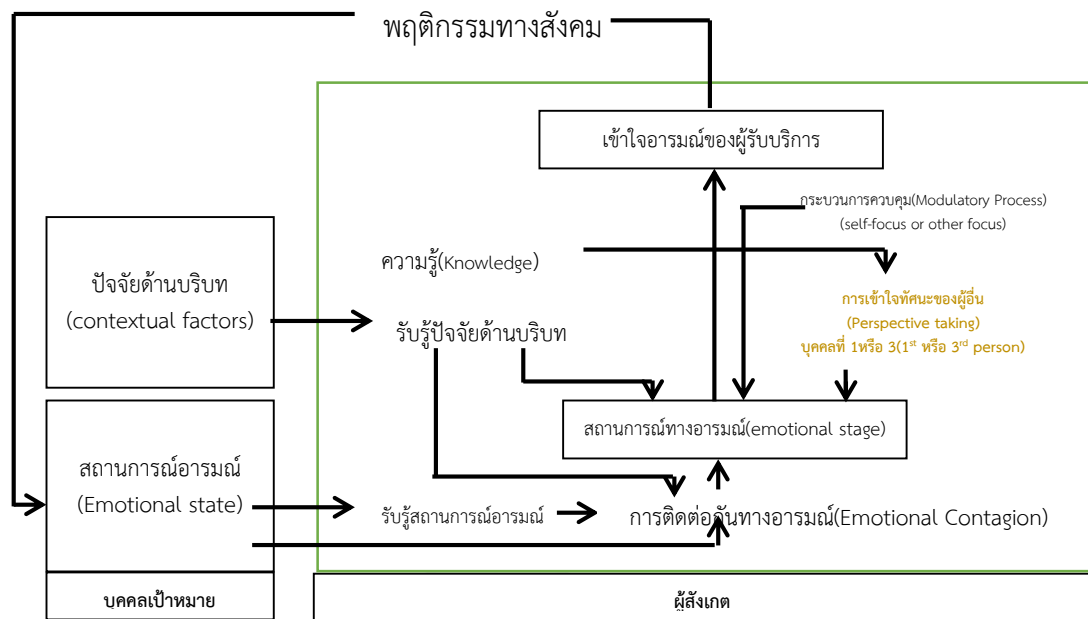 พฤติกรรมทางสังคม
เข้าใจอารมณ์ของผู้รับบริการ
กระบวนการควบคุม(Modulatory Process)
(self-focus or other focus)
ความรู้(Knowledge)
ปัจจัยด้านบริบท
(contextual factors)
การเข้าใจทัศนะของผู้อื่น
(Perspective taking)
บุคคลที่ 1หรือ 3(1st หรือ 3rd person)
รับรู้ปัจจัยด้านบริบท
สถานการณ์ทางอารมณ์(emotional stage)
สถานการณ์อารมณ์
(Emotional state)
รับรู้สถานการณ์อารมณ์
การติดต่อกันทางอารมณ์(Emotional Contagion)
บุคคลเป้าหมาย
ผู้สังเกต